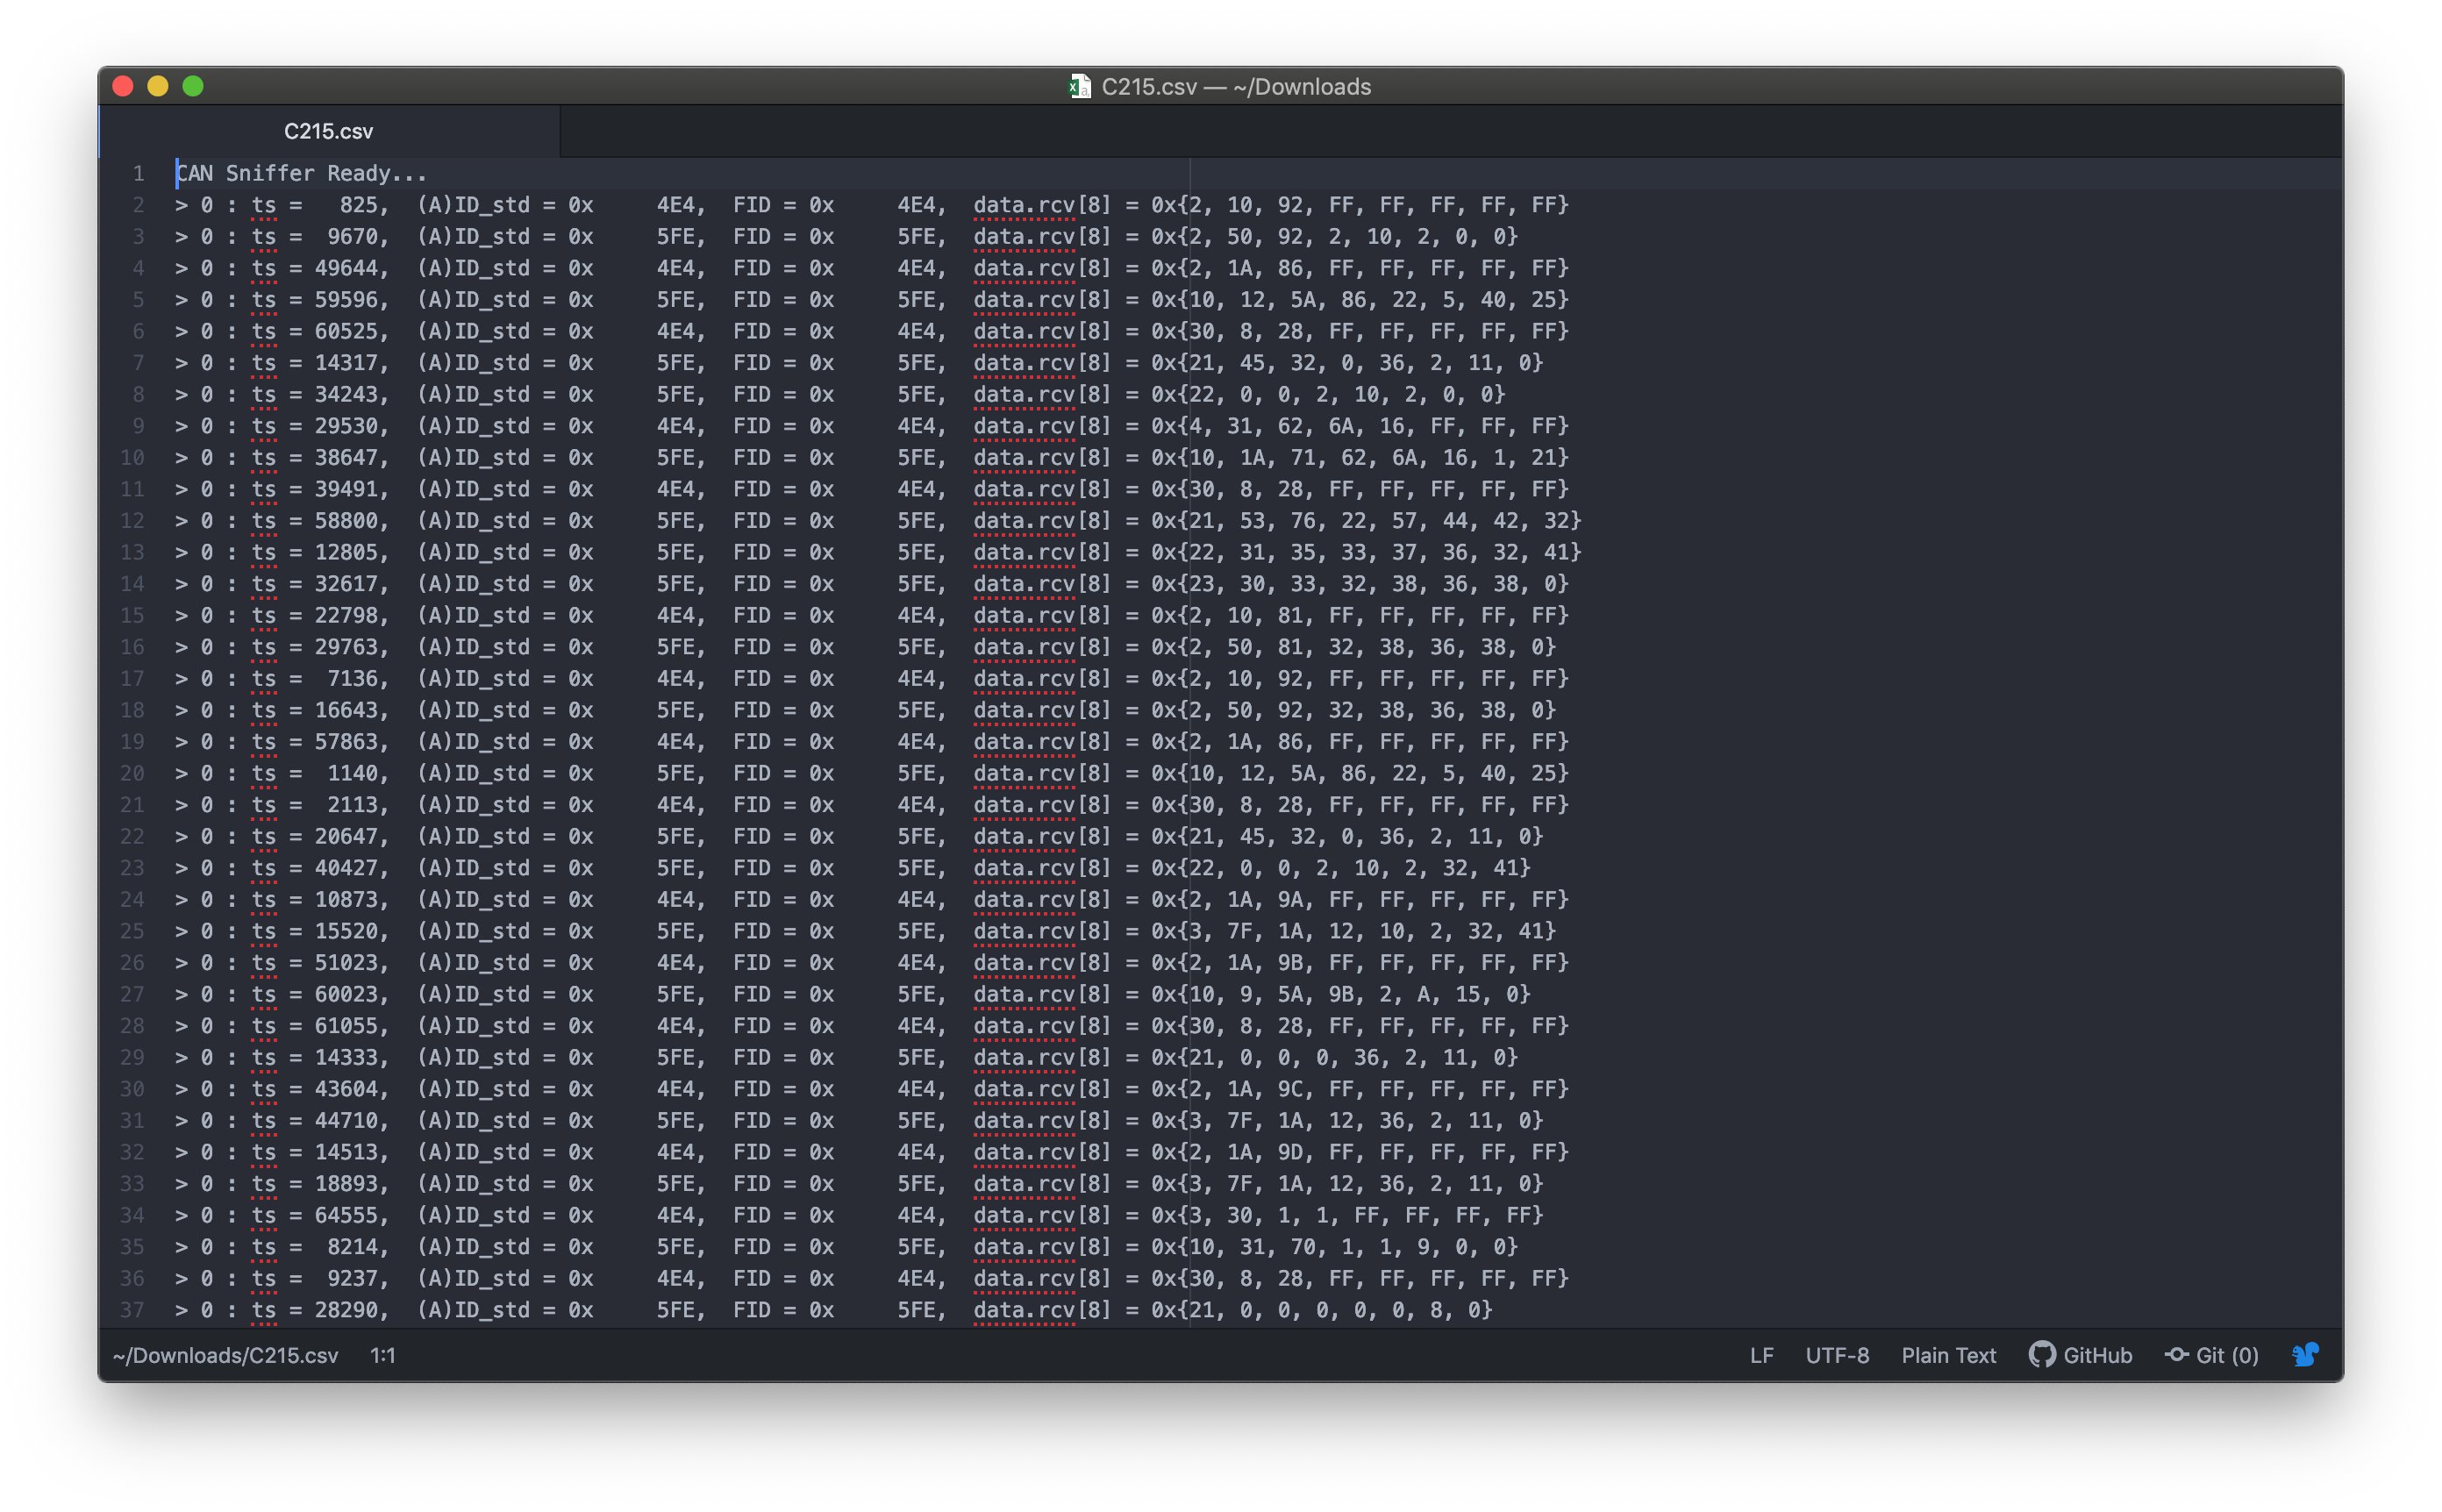 C215.csv — ~/Downloads
C215.csv
1 CAN Sniffer Ready...
2 > 0 : ts =   825,  (A)ID_std = 0x     4E4,  FID = 0x     4E4,  data.rcv[8] = 0x{2, 10, 92, FF, FF, FF, FF, FF}
3 > 0 : ts =  9670,  (A)ID_std = 0x     5FE,  FID = 0x     5FE,  data.rcv[8] = 0x{2, 50, 92, 2, 10, 2, 0, 0}
4 > 0 : ts = 49644,  (A)ID_std = 0x     4E4,  FID = 0x     4E4,  data.rcv[8] = 0x{2, 1A, 86, FF, FF, FF, FF, FF}
5 > 0 : ts = 59596,  (A)ID_std = 0x     5FE,  FID = 0x     5FE,  data.rcv[8] = 0x{10, 12, 5A, 86, 22, 5, 40, 25}
6 > 0 : ts = 60525,  (A)ID_std = 0x     4E4,  FID = 0x     4E4,  data.rcv[8] = 0x{30, 8, 28, FF, FF, FF, FF, FF}
7 > 0 : ts = 14317,  (A)ID_std = 0x     5FE,  FID = 0x     5FE,  data.rcv[8] = 0x{21, 45, 32, 0, 36, 2, 11, 0}
8 > 0 : ts = 34243,  (A)ID_std = 0x     5FE,  FID = 0x     5FE,  data.rcv[8] = 0x{22, 0, 0, 2, 10, 2, 0, 0}
9 > 0 : ts = 29530,  (A)ID_std = 0x     4E4,  FID = 0x     4E4,  data.rcv[8] = 0x{4, 31, 62, 6A, 16, FF, FF, FF}
10 > 0 : ts = 38647,  (A)ID_std = 0x     5FE,  FID = 0x     5FE,  data.rcv[8] = 0x{10, 1A, 71, 62, 6A, 16, 1, 21}
11 > 0 : ts = 39491,  (A)ID_std = 0x     4E4,  FID = 0x     4E4,  data.rcv[8] = 0x{30, 8, 28, FF, FF, FF, FF, FF}
12 > 0 : ts = 58800,  (A)ID_std = 0x     5FE,  FID = 0x     5FE,  data.rcv[8] = 0x{21, 53, 76, 22, 57, 44, 42, 32}
13 > 0 : ts = 12805,  (A)ID_std = 0x     5FE,  FID = 0x     5FE,  data.rcv[8] = 0x{22, 31, 35, 33, 37, 36, 32, 41}
14 > 0 : ts = 32617,  (A)ID_std = 0x     5FE,  FID = 0x     5FE,  data.rcv[8] = 0x{23, 30, 33, 32, 38, 36, 38, 0}
15 > 0 : ts = 22798,  (A)ID_std = 0x     4E4,  FID = 0x     4E4,  data.rcv[8] = 0x{2, 10, 81, FF, FF, FF, FF, FF}
16 > 0 : ts = 29763,  (A)ID_std = 0x     5FE,  FID = 0x     5FE,  data.rcv[8] = 0x{2, 50, 81, 32, 38, 36, 38, 0}
17 > 0 : ts =  7136,  (A)ID_std = 0x     4E4,  FID = 0x     4E4,  data.rcv[8] = 0x{2, 10, 92, FF, FF, FF, FF, FF}
18 > 0 : ts = 16643,  (A)ID_std = 0x     5FE,  FID = 0x     5FE,  data.rcv[8] = 0x{2, 50, 92, 32, 38, 36, 38, 0}
19 > 0 : ts = 57863,  (A)ID_std = 0x     4E4,  FID = 0x     4E4,  data.rcv[8] = 0x{2, 1A, 86, FF, FF, FF, FF, FF}
20 > 0 : ts =  1140,  (A)ID_std = 0x     5FE,  FID = 0x     5FE,  data.rcv[8] = 0x{10, 12, 5A, 86, 22, 5, 40, 25}
21 > 0 : ts =  2113,  (A)ID_std = 0x     4E4,  FID = 0x     4E4,  data.rcv[8] = 0x{30, 8, 28, FF, FF, FF, FF, FF}
22 > 0 : ts = 20647,  (A)ID_std = 0x     5FE,  FID = 0x     5FE,  data.rcv[8] = 0x{21, 45, 32, 0, 36, 2, 11, 0}
23 > 0 : ts = 40427,  (A)ID_std = 0x     5FE,  FID = 0x     5FE,  data.rcv[8] = 0x{22, 0, 0, 2, 10, 2, 32, 41}
24 > 0 : ts = 10873,  (A)ID_std = 0x     4E4,  FID = 0x     4E4,  data.rcv[8] = 0x{2, 1A, 9A, FF, FF, FF, FF, FF}
25 > 0 : ts = 15520,  (A)ID_std = 0x     5FE,  FID = 0x     5FE,  data.rcv[8] = 0x{3, 7F, 1A, 12, 10, 2, 32, 41}
26 > 0 : ts = 51023,  (A)ID_std = 0x     4E4,  FID = 0x     4E4,  data.rcv[8] = 0x{2, 1A, 9B, FF, FF, FF, FF, FF}
27 > 0 : ts = 60023,  (A)ID_std = 0x     5FE,  FID = 0x     5FE,  data.rcv[8] = 0x{10, 9, 5A, 9B, 2, A, 15, 0}
28 > 0 : ts = 61055,  (A)ID_std = 0x     4E4,  FID = 0x     4E4,  data.rcv[8] = 0x{30, 8, 28, FF, FF, FF, FF, FF}
29 > 0 : ts = 14333,  (A)ID_std = 0x     5FE,  FID = 0x     5FE,  data.rcv[8] = 0x{21, 0, 0, 0, 36, 2, 11, 0}
30 > 0 : ts = 43604,  (A)ID_std = 0x     4E4,  FID = 0x     4E4,  data.rcv[8] = 0x{2, 1A, 9C, FF, FF, FF, FF, FF}
31 > 0 : ts = 44710,  (A)ID_std = 0x     5FE,  FID = 0x     5FE,  data.rcv[8] = 0x{3, 7F, 1A, 12, 36, 2, 11, 0}
32 > 0 : ts = 14513,  (A)ID_std = 0x     4E4,  FID = 0x     4E4,  data.rcv[8] = 0x{2, 1A, 9D, FF, FF, FF, FF, FF}
33 > 0 : ts = 18893,  (A)ID_std = 0x     5FE,  FID = 0x     5FE,  data.rcv[8] = 0x{3, 7F, 1A, 12, 36, 2, 11, 0}
34 > 0 : ts = 64555,  (A)ID_std = 0x     4E4,  FID = 0x     4E4,  data.rcv[8] = 0x{3, 30, 1, 1, FF, FF, FF, FF}
35 > 0 : ts =  8214,  (A)ID_std = 0x     5FE,  FID = 0x     5FE,  data.rcv[8] = 0x{10, 31, 70, 1, 1, 9, 0, 0}
36 > 0 : ts =  9237,  (A)ID_std = 0x     4E4,  FID = 0x     4E4,  data.rcv[8] = 0x{30, 8, 28, FF, FF, FF, FF, FF}
37 > 0 : ts = 28290,  (A)ID_std = 0x     5FE,  FID = 0x     5FE,  data.rcv[8] = 0x{21, 0, 0, 0, 0, 0, 8, 0}
~/Downloads/C215.csv 1:1 LF UTF-8 Plain Text GitHub Git (0)